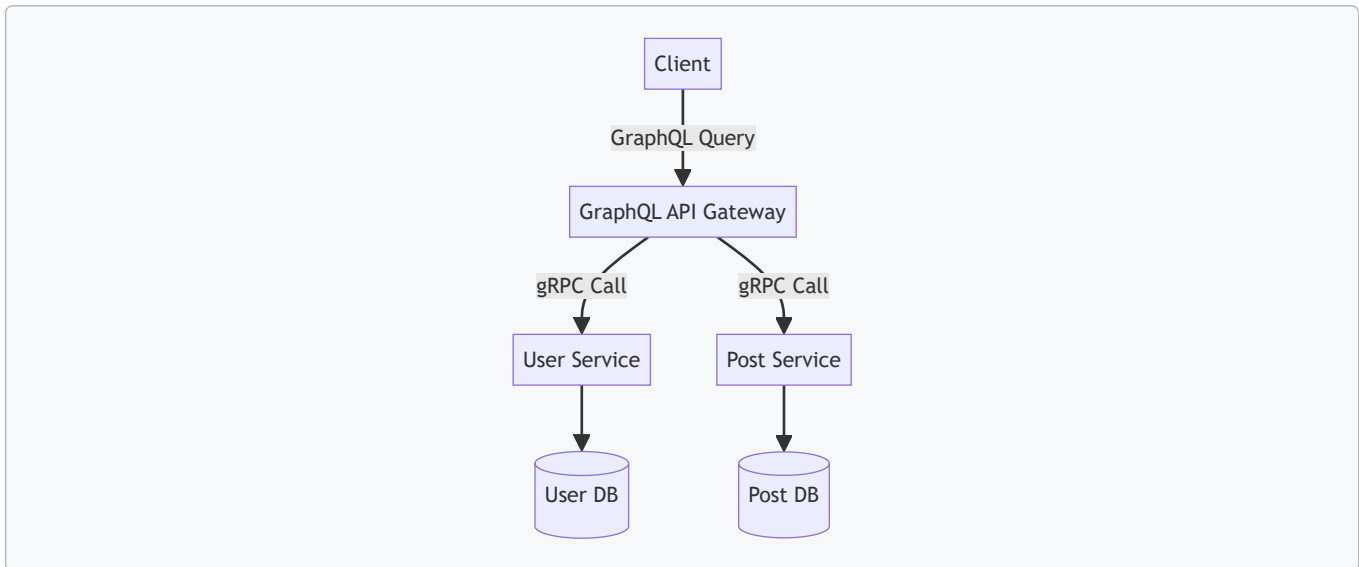 Client
GraphQL Query
GraphQL API Gateway
gRPC Call
gRPC Call
User Service
Post Service
User DB
Post DB